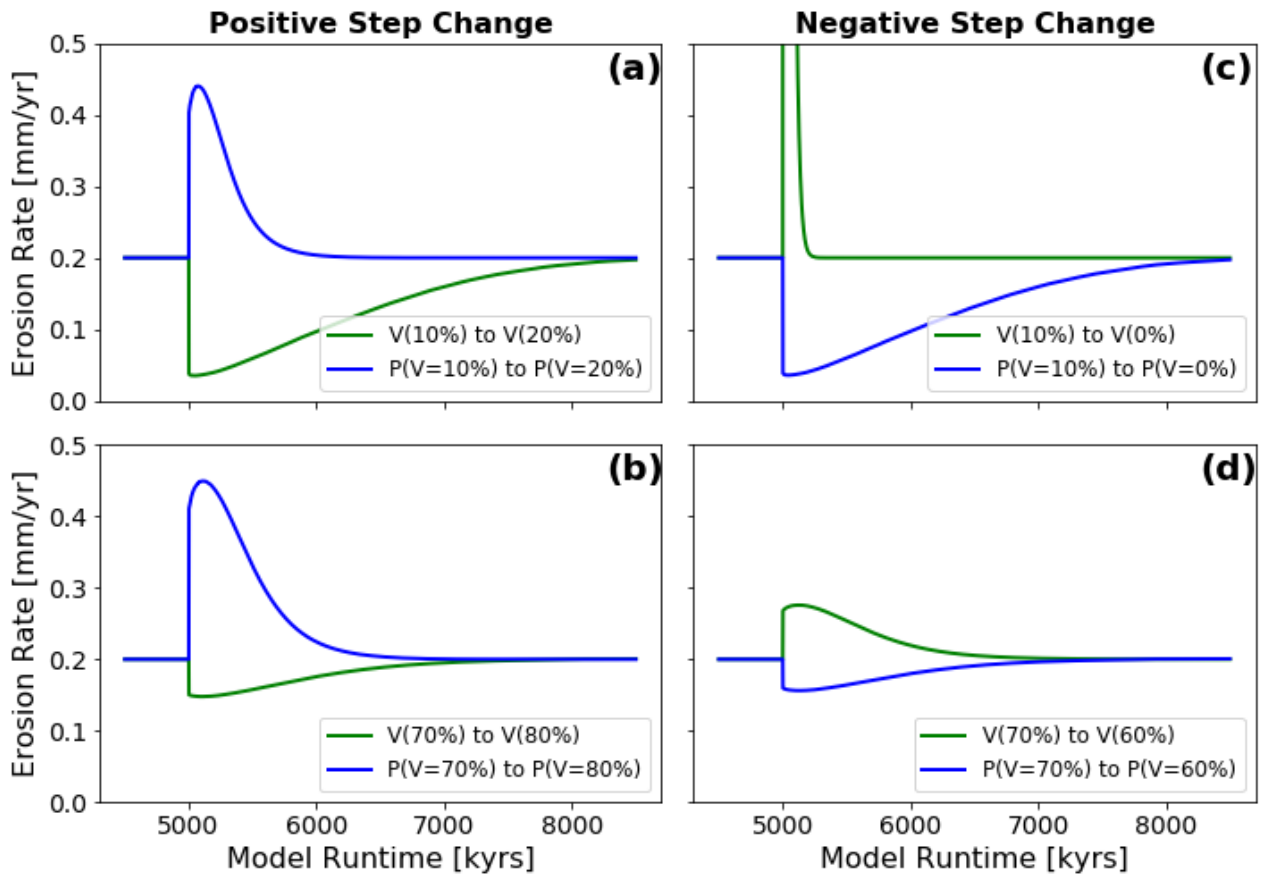 Positive Step Change
Negative Step Change
(a)
(c)
Erosion Rate [mm/yr]
0.5
0.4
0.3
0.2
0.1
0.0
V(10%) to V(20%)
P(V=10%) to P(V=20%)
V(10%) to V(0%)
P(V=10%) to P(V=0%)
(b)
(d)
Erosion Rate [mm/yr]
0.5
0.4
0.3
0.2
0.1
0.0
V(70%) to V(80%)
P(V=70%) to P(V=80%)
V(70%) to V(60%)
P(V=70%) to P(V=60%)
5000 6000 7000 8000
5000 6000 7000 8000
Model Runtime [kyrs]
Model Runtime [kyrs]